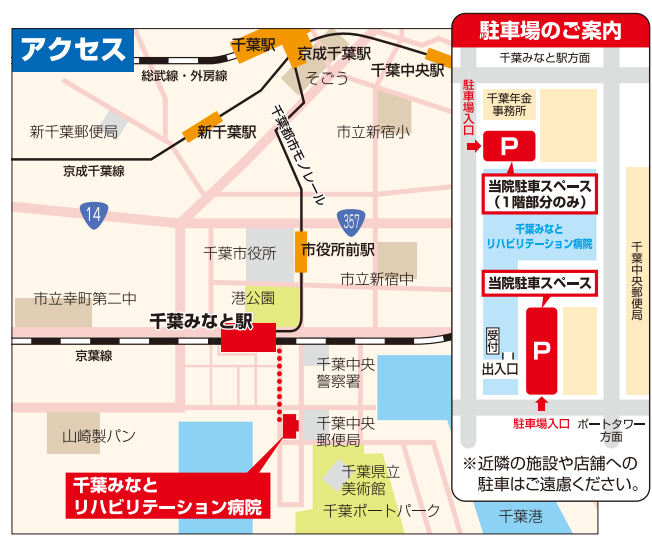 アクセス
千葉駅
京成千葉駅
総武線・外房線
そごう
千葉中央駅
新千葉郵便局
新千葉駅
千葉都市モノレール
市立新宿小
京成千葉線
14
357
千葉市役所
市役所前駅
市立新宿中
市立幸町第二中
港公園
千葉みなと駅
京葉線
千葉中央
警察署
千葉中央
郵便局
山崎製パン
千葉みなと
リハビリテーション病院
千葉県立
美術館
千葉ポートパーク
千葉港
駐車場のご案内
千葉みなと駅方面
駐車場入口
千葉年金
事務所
P
当院駐車スペース
（1階部分のみ）
千葉みなと
リハビリテーション病院
千葉中央郵便局
当院駐車スペース
受付
P
出入口
駐車場入口
ポートタワー
方面
※近隣の施設や店舗への
駐車はご遠慮ください。